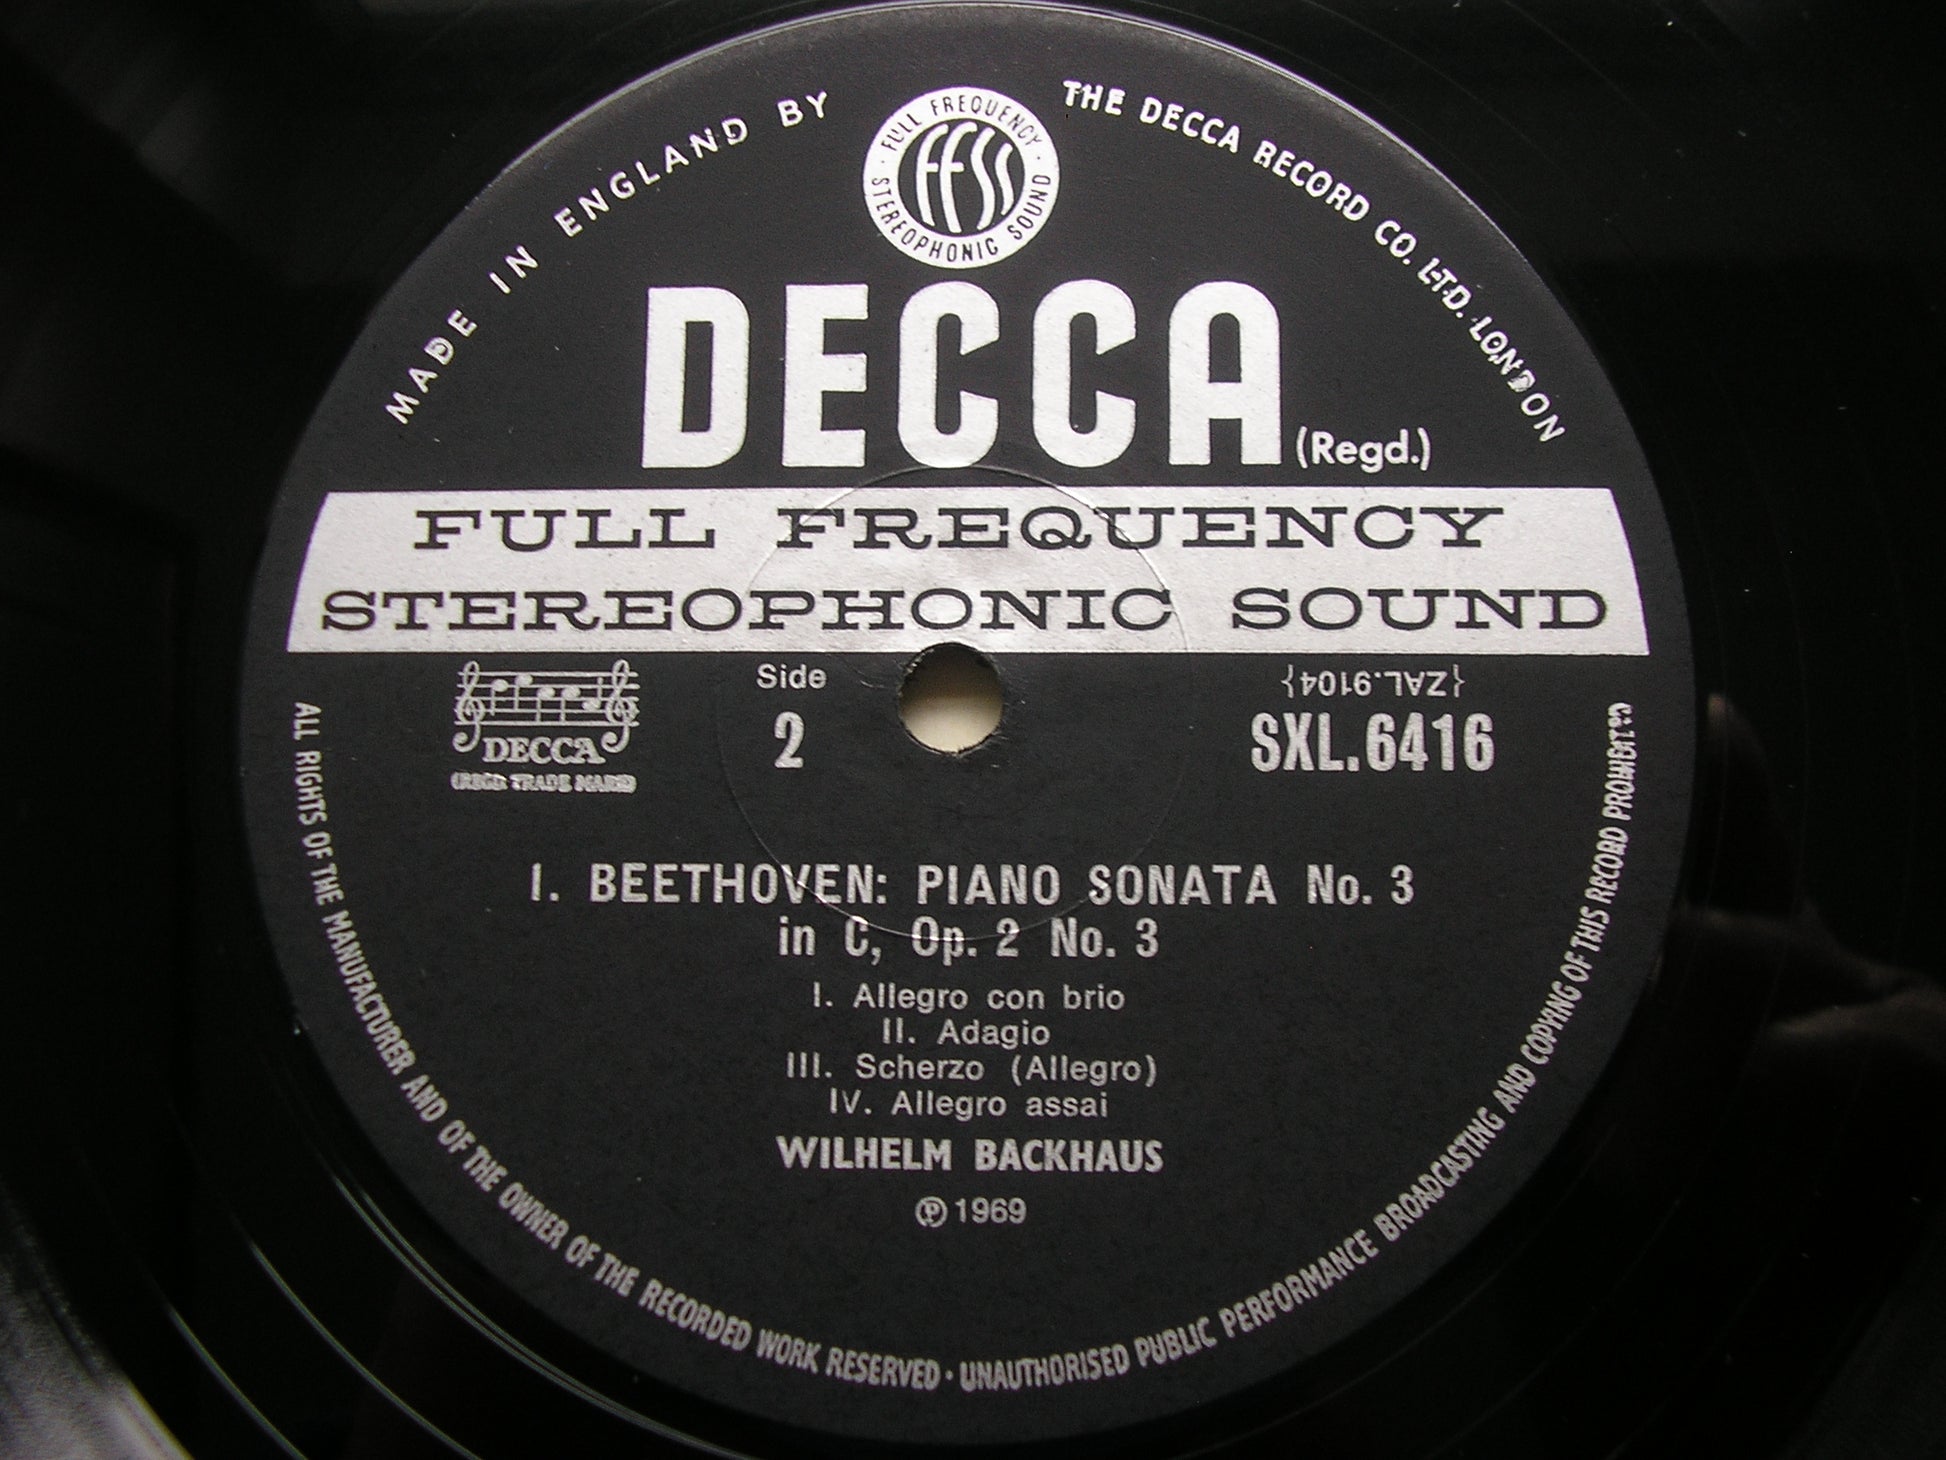 MADE IN ENGLAND BY
THE DECCA RECORD CO. LTD. LONDON
FULL FREQUENCY
FFSS
STEREOPHONIC SOUND
DECCA (Regd.)
FULL FREQUENCY
STEREOPHONIC SOUND
DECCA
(REGD. TRADE MARK)
Side
2
{ZAL.9104}
SXL.6416
1. BEETHOVEN: PIANO SONATA No. 3
in C, Op. 2 No. 3
I. Allegro con brio
II. Adagio
III. Scherzo (Allegro)
IV. Allegro assai
WILHELM BACKHAUS
℗ 1969
ALL RIGHTS OF THE MANUFACTURER AND OF THE OWNER OF THE RECORDED WORK RESERVED · UNAUTHORISED PUBLIC PERFORMANCE BROADCASTING AND COPYING OF THIS RECORD PROHIBITED